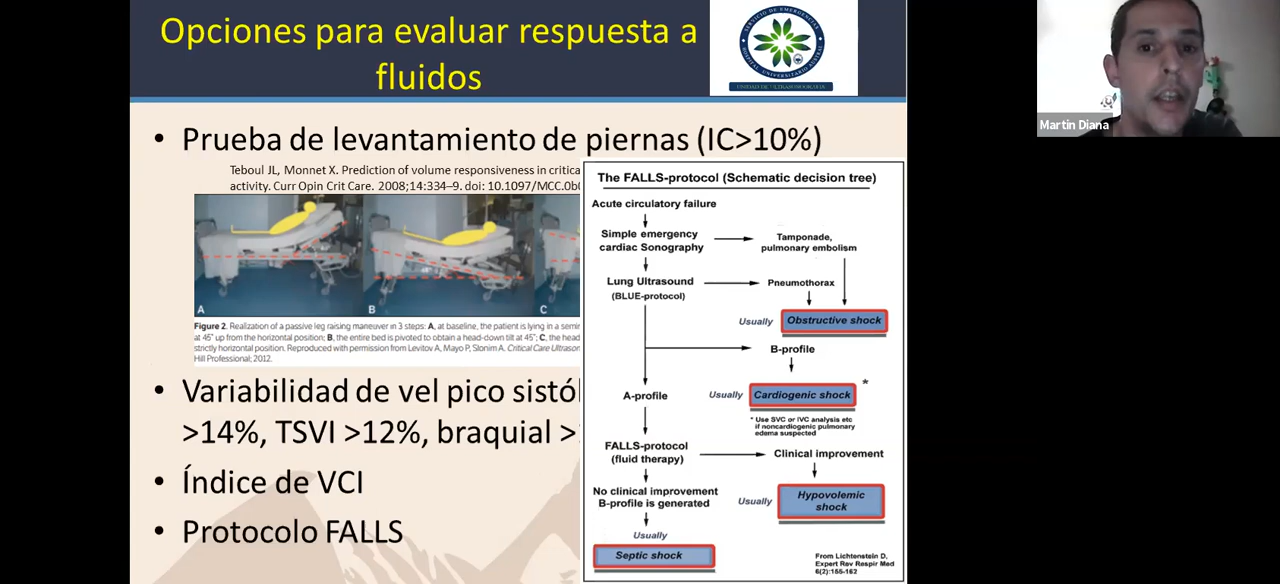 Opciones para evaluar respuesta a
fluidos
SERVICIO DE EMERGENCIAS
HOSPITAL UNIVERSITARIO AUSTRAL
Martin Diana
• Prueba de levantamiento de piernas (IC>10%)
Teboul JL, Monnet X. Prediction of volume responsiveness in critica
activity. Curr Opin Crit Care. 2008;14:334–9. doi: 10.1097/MCC.0b0
A
B
C
Figure 2. Realization of a passive leg raising maneuver in 3 steps: A, at baseline, the patient is lying in a semir
at 45° up from the horizontal position; B, the entire bed is pivoted to obtain a head-down tilt at 45°; C, the head
strictly horizontal position. Reproduced with permission from Levitov A, Mayo P, Slonim A. Critical Care Ultrason
Hill Professional; 2012.
• Variabilidad de vel pico sistól
>14%, TSVI >12%, braquial >
• Índice de VCI
• Protocolo FALLS
The FALLS-protocol (Schematic decision tree)
Acute circulatory failure
Simple emergency
cardiac Sonography
Tamponade,
pulmonary embolism
Lung Ultrasound
(BLUE-protocol)
Pneumothorax
Usually
Obstructive shock
B-profile
A-profile
Usually
Cardiogenic shock
*
* Use SVC or IVC analysis etc
if noncardiogenic pulmonary
edema suspected
FALLS-protocol
(fluid therapy)
Clinical improvement
No clinical improvement
B-profile is generated
Usually
Hypovolemic
shock
Usually
Septic shock
From Lichtenstein D,
Expert Rev Respir Med
6(2):155-162